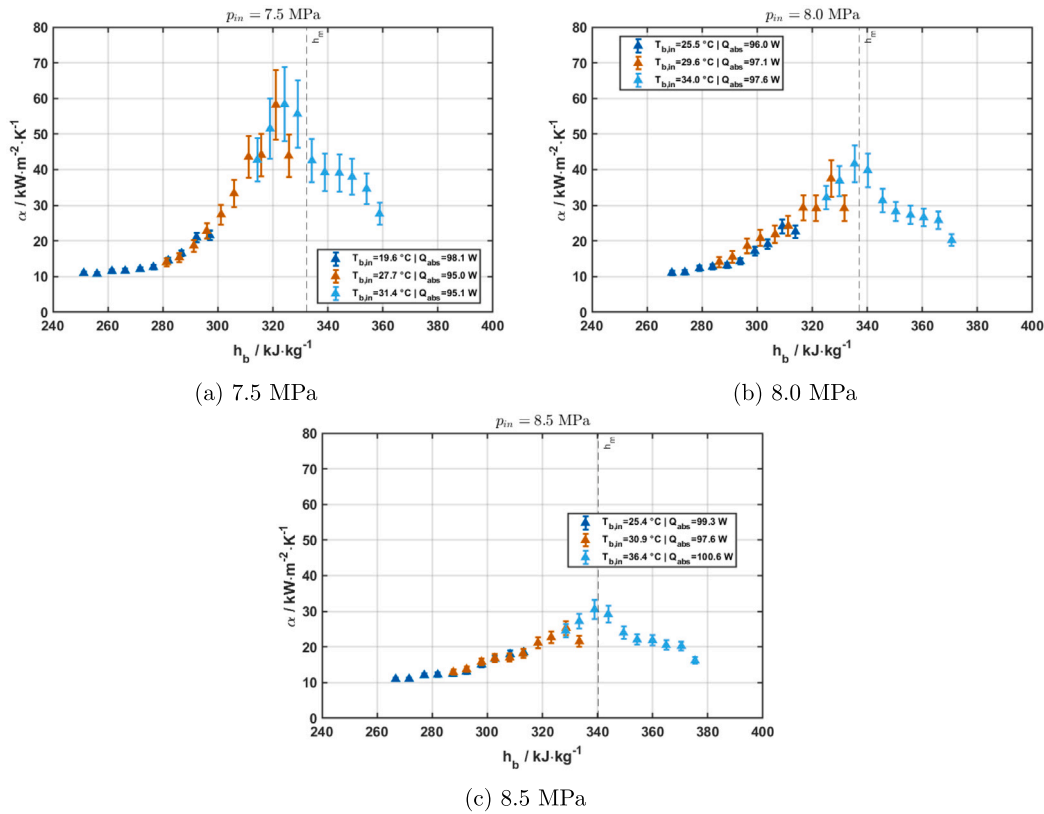 p_in = 7.5 MPa
80
70
60
50
40
30
20
10
0
α / kW·m⁻²·K⁻¹
h_m
T_b,in=19.6 °C | Q_abs=98.1 W
T_b,in=27.7 °C | Q_abs=95.0 W
T_b,in=31.4 °C | Q_abs=95.1 W
240 260 280 300 320 340 360 380 400
h_b / kJ·kg⁻¹
(a) 7.5 MPa
p_in = 8.0 MPa
80
70
60
50
40
30
20
10
0
α / kW·m⁻²·K⁻¹
h_m
T_b,in=25.5 °C | Q_abs=96.0 W
T_b,in=29.6 °C | Q_abs=97.1 W
T_b,in=34.0 °C | Q_abs=97.6 W
240 260 280 300 320 340 360 380 400
h_b / kJ·kg⁻¹
(b) 8.0 MPa
p_in = 8.5 MPa
80
70
60
50
40
30
20
10
0
α / kW·m⁻²·K⁻¹
h_m
T_b,in=25.4 °C | Q_abs=99.3 W
T_b,in=30.9 °C | Q_abs=97.6 W
T_b,in=36.4 °C | Q_abs=100.6 W
240 260 280 300 320 340 360 380 400
h_b / kJ·kg⁻¹
(c) 8.5 MPa